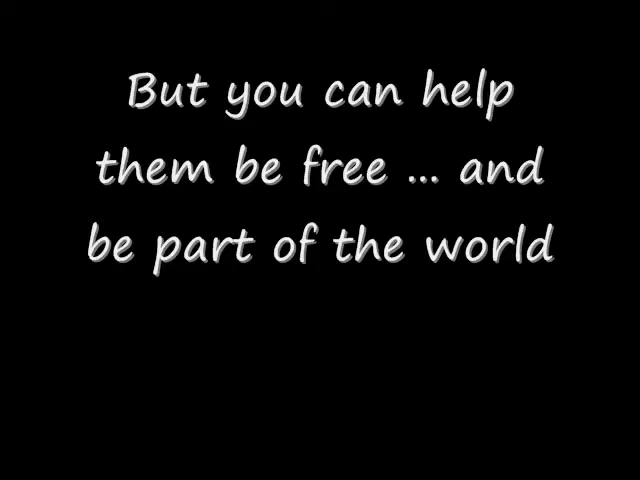 But you can help
them be free ... and
be part of the world